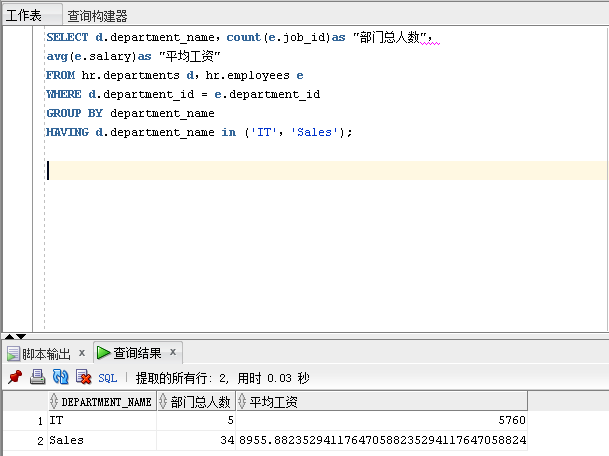 工作表 查询构建器
SELECT d.department_name，count(e.job_id)as "部门总人数"，
avg(e.salary)as "平均工资"
FROM hr.departments d，hr.employees e
WHERE d.department_id = e.department_id
GROUP BY department_name
HAVING d.department_name in ('IT'，'Sales');
脚本输出 x 查询结果 x
SQL | 提取的所有行: 2, 用时 0.03 秒
DEPARTMENT_NAME 部门总人数 平均工资
1 IT 5 5760
2 Sales 34 8955.88235294117647058823529411764705 8824